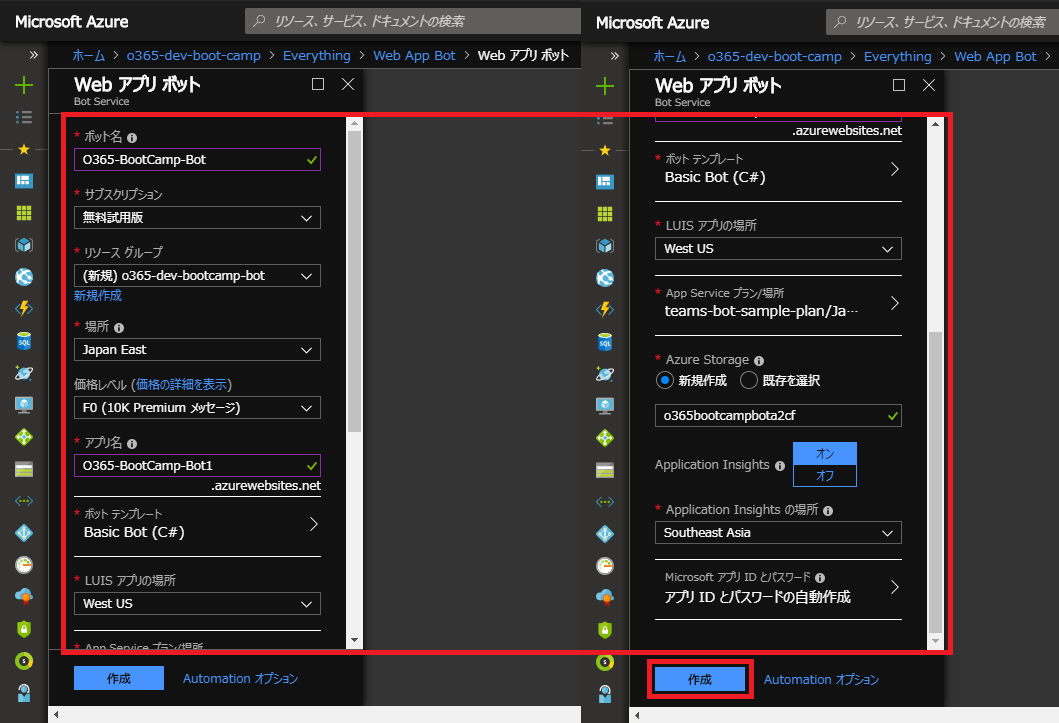 Microsoft Azure
リソース、サービス、ドキュメントの検索
ホーム > o365-dev-boot-camp > Everything > Web App Bot > Web アプリ ボット
Web アプリ ボット
Bot Service
* ボット名
O365-BootCamp-Bot
* サブスクリプション
無料試用版
* リソース グループ
(新規) o365-dev-bootcamp-bot
新規作成
* 場所
Japan East
価格レベル (価格の詳細を表示)
F0 (10K Premium メッセージ)
* アプリ名
O365-BootCamp-Bot1
.azurewebsites.net
* ボット テンプレート
Basic Bot (C#)
* LUIS アプリの場所
West US
* App Service プラン/場所
作成
Automation オプション
Microsoft Azure
リソース、サービス、ドキュメントの検索
ホーム > o365-dev-boot-camp > Everything > Web App Bot >
Web アプリ ボット
Bot Service
.azurewebsites.net
* ボット テンプレート
Basic Bot (C#)
* LUIS アプリの場所
West US
* App Service プラン/場所
teams-bot-sample-plan/Ja...
* Azure Storage
新規作成 既存を選択
o365bootcampbota2cf
Application Insights
オン
オフ
* Application Insights の場所
Southeast Asia
Microsoft アプリ ID とパスワード
アプリ ID とパスワードの自動作成
作成
Automation オプション